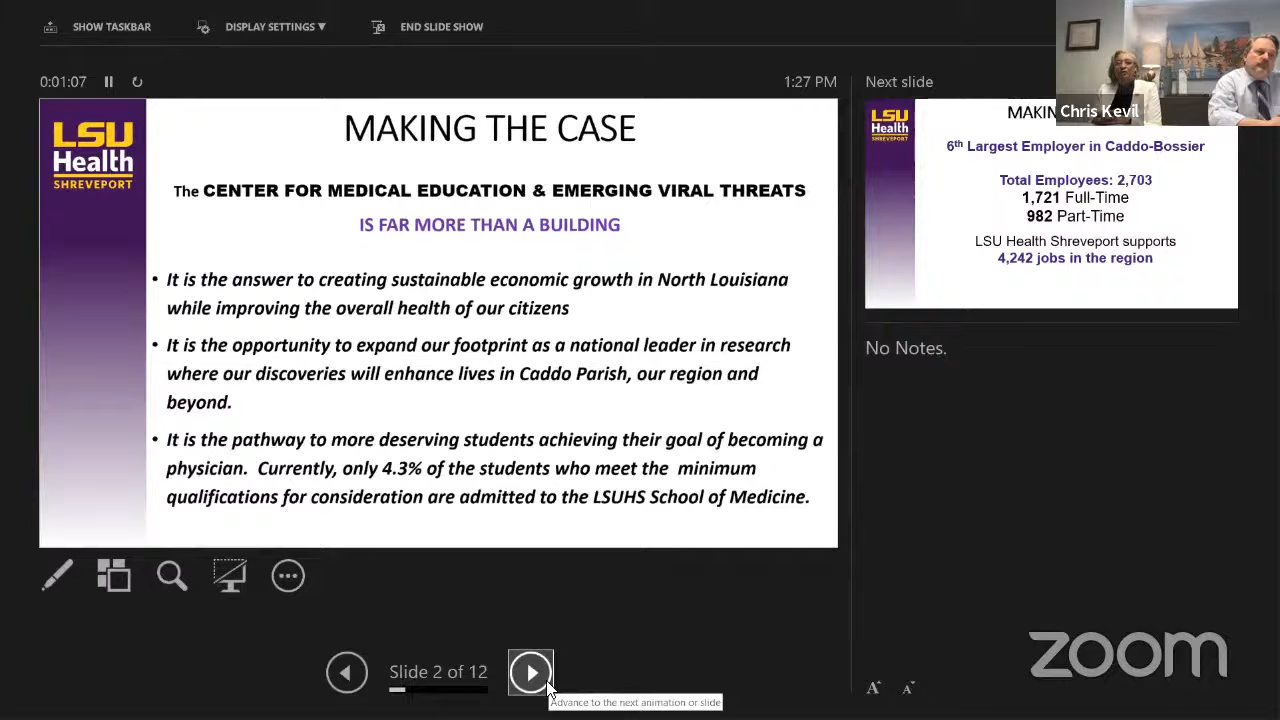 SHOW TASKBAR
DISPLAY SETTINGS ▼
END SLIDE SHOW
0:01:07
1:27 PM
LSU
Health
SHREVEPORT
MAKING THE CASE
The CENTER FOR MEDICAL EDUCATION & EMERGING VIRAL THREATS
IS FAR MORE THAN A BUILDING
• It is the answer to creating sustainable economic growth in North Louisiana
while improving the overall health of our citizens
• It is the opportunity to expand our footprint as a national leader in research
where our discoveries will enhance lives in Caddo Parish, our region and
beyond.
• It is the pathway to more deserving students achieving their goal of becoming a
physician. Currently, only 4.3% of the students who meet the minimum
qualifications for consideration are admitted to the LSUHS School of Medicine.
Next slide
Chris Kevil
LSU
Health
SHREVEPORT
MAKIN
6th Largest Employer in Caddo-Bossier
Total Employees: 2,703
1,721 Full-Time
982 Part-Time
LSU Health Shreveport supports
4,242 jobs in the region
No Notes.
Slide 2 of 12
Advance to the next animation or slide
A A
zoom